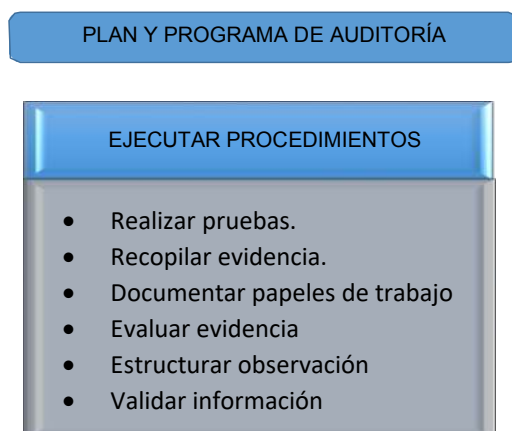 PLAN Y PROGRAMA DE AUDITORÍA
EJECUTAR PROCEDIMIENTOS
• Realizar pruebas.
• Recopilar evidencia.
• Documentar papeles de trabajo
• Evaluar evidencia
• Estructurar observación
• Validar información